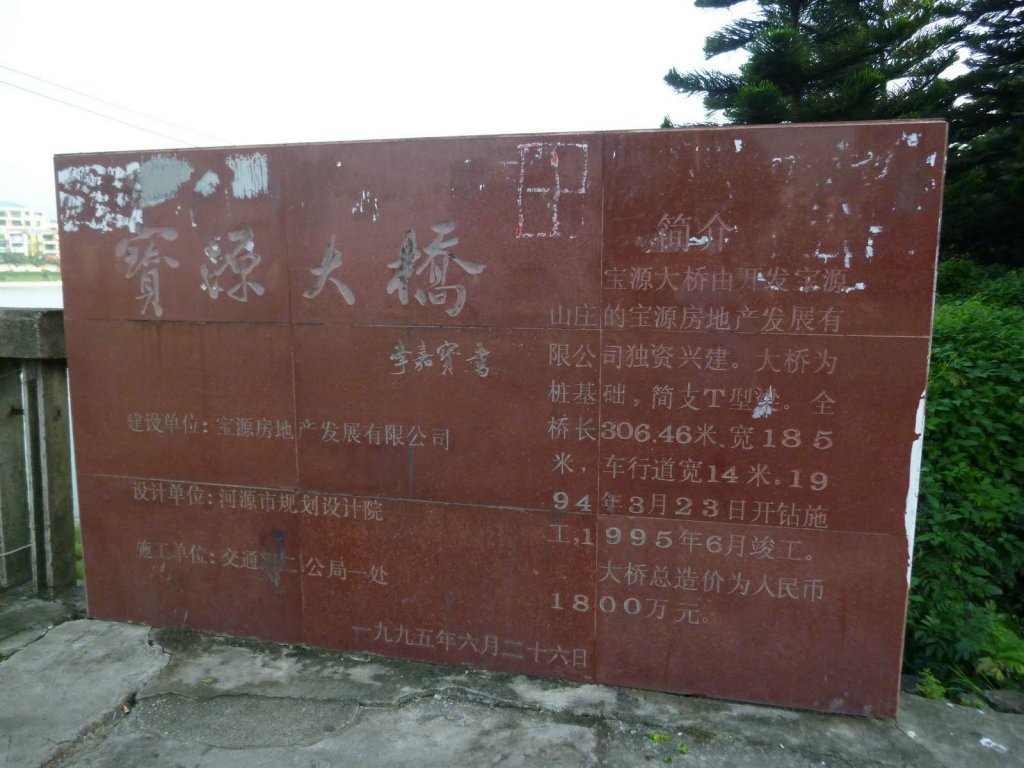 寳源大橋
李嘉寳書
建设单位：宝源房地产发展有限公司
设计单位：河源市规划设计院
施工单位：交通部二公局一处
一九九五年六月二十六日
简介
宝源大桥由开发宝源
山庄的宝源房地产发展有
限公司独资兴建。大桥为
桩基础，简支T型梁。全
桥长306.46米、宽18.5
米，车行道宽14米。19
94年3月23日开钻施
工，1995年6月竣工。
大桥总造价为人民币
1800万元。